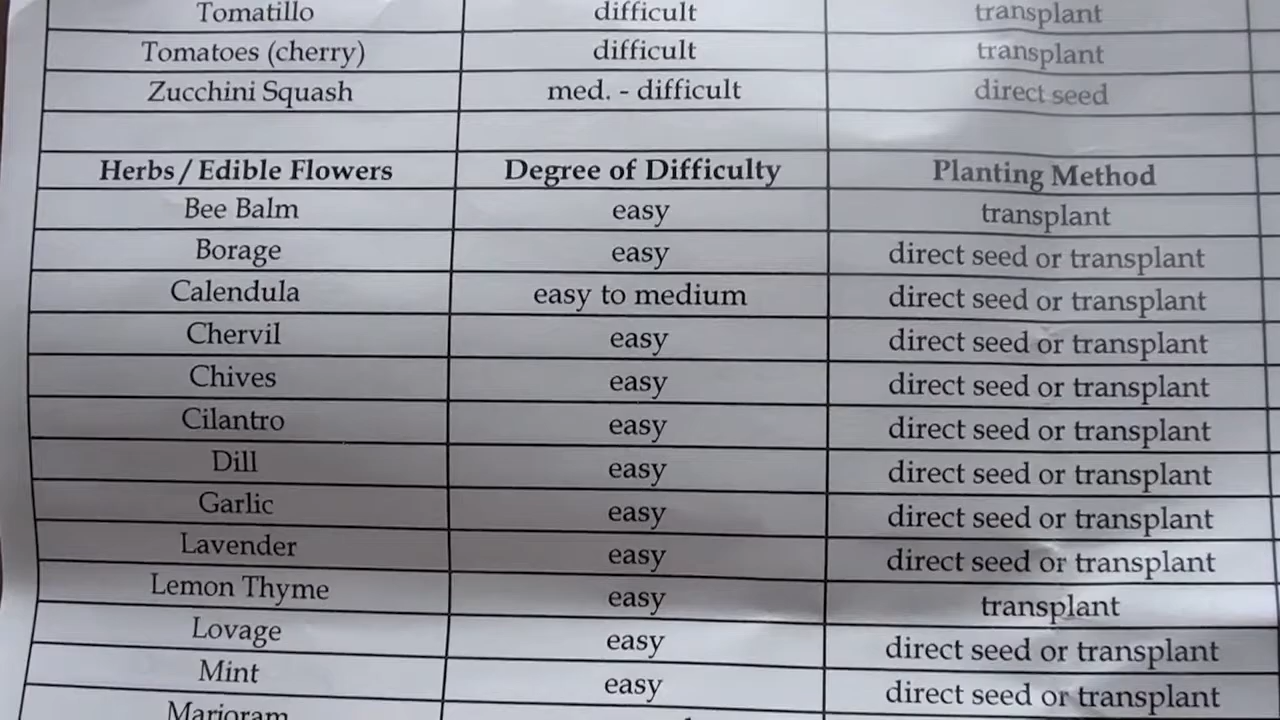 Tomatillo difficult transplant
Tomatoes (cherry) difficult transplant
Zucchini Squash med. - difficult direct seed
Herbs / Edible Flowers Degree of Difficulty Planting Method
Bee Balm easy transplant
Borage easy direct seed or transplant
Calendula easy to medium direct seed or transplant
Chervil easy direct seed or transplant
Chives easy direct seed or transplant
Cilantro easy direct seed or transplant
Dill easy direct seed or transplant
Garlic easy direct seed or transplant
Lavender easy direct seed or transplant
Lemon Thyme easy transplant
Lovage easy direct seed or transplant
Mint easy direct seed or transplant
Marjoram